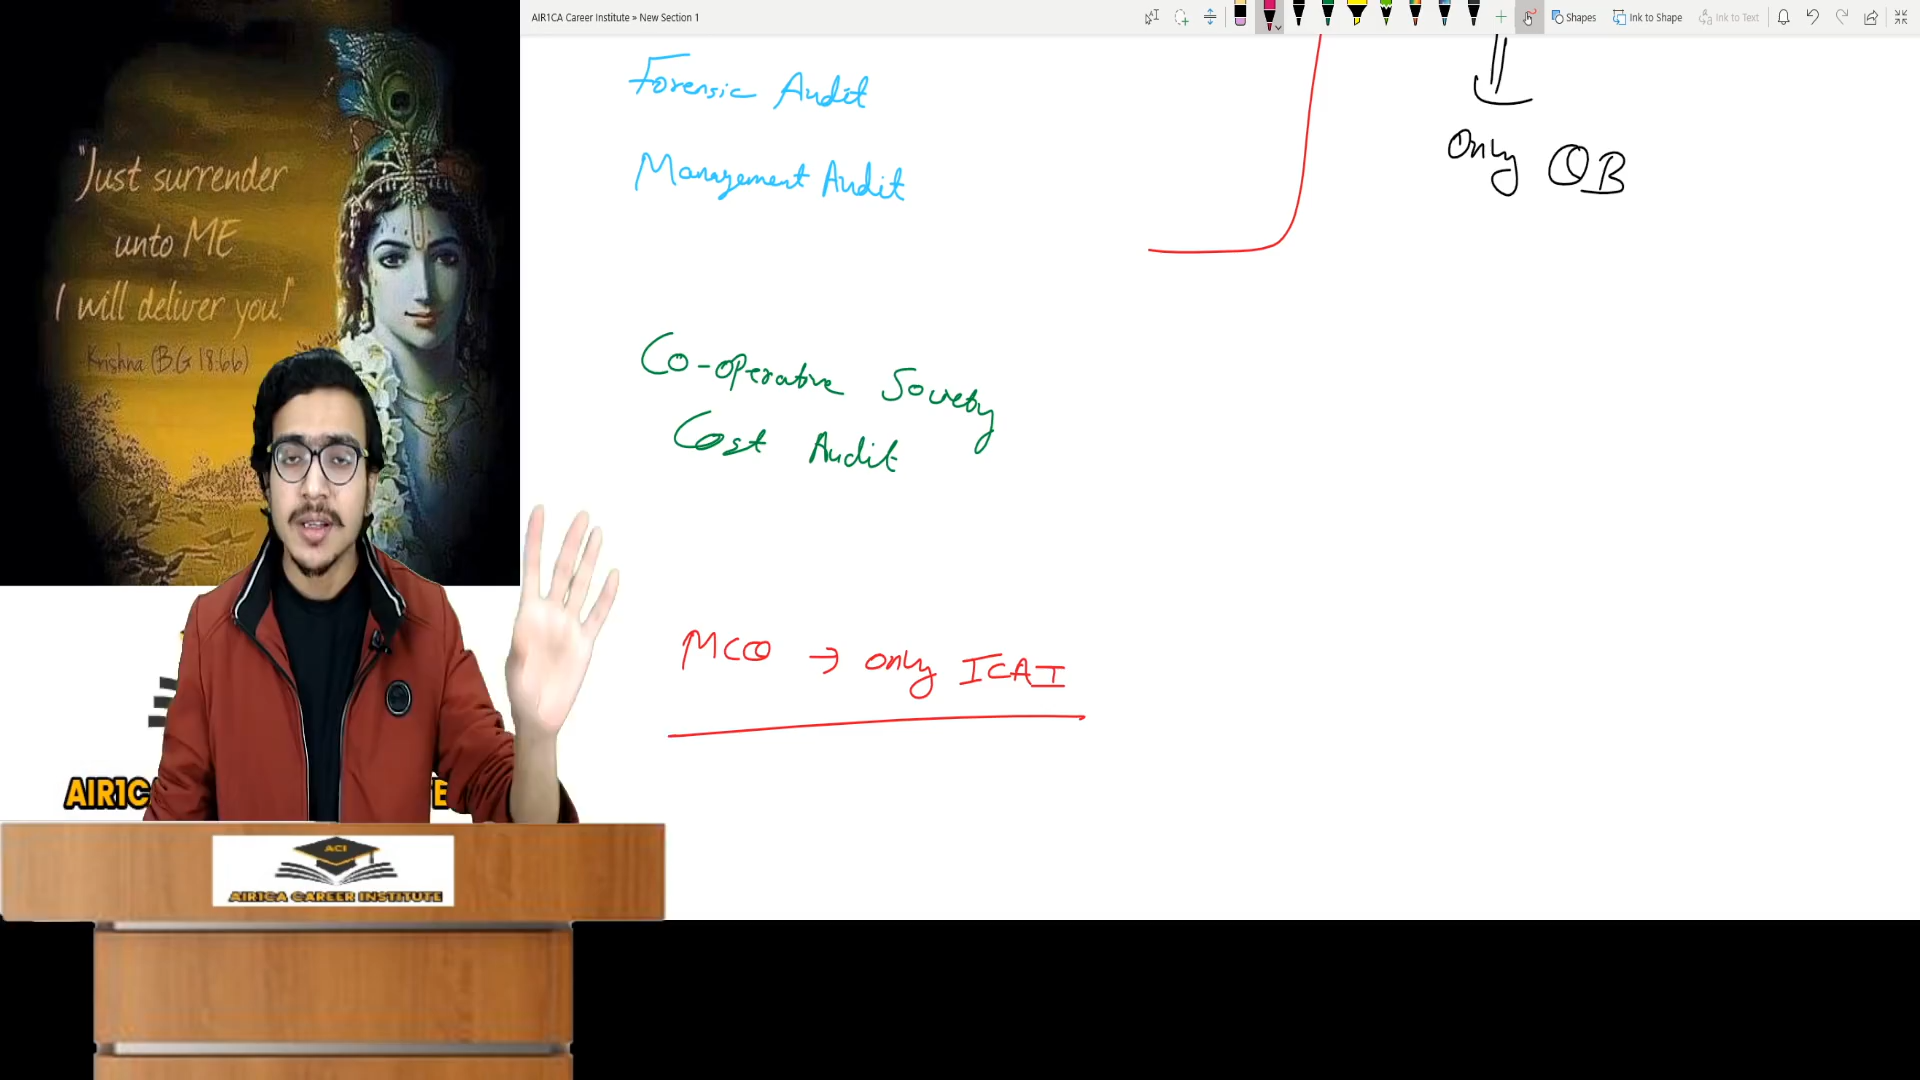 AIR1CA Career Institute » New Section 1
Shapes
Ink to Shape
Ink to Text
"Just surrender
unto ME
I will deliver you!"
Krishna (B.G 18:66)
Forensic Audit
Management Audit
Only QB
Co-operative Society
Cost Audit
MCQ → only ICAI
ACI
AIR1CA CAREER INSTITUTE